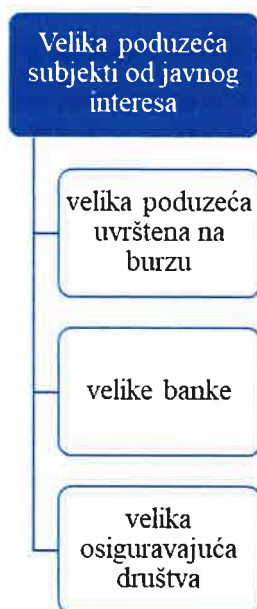 Velika poduzeća
subjekti od javnog
interesa
velika poduzeća
uvrštena na
burzu
velike banke
velika
osiguravajuća
društva